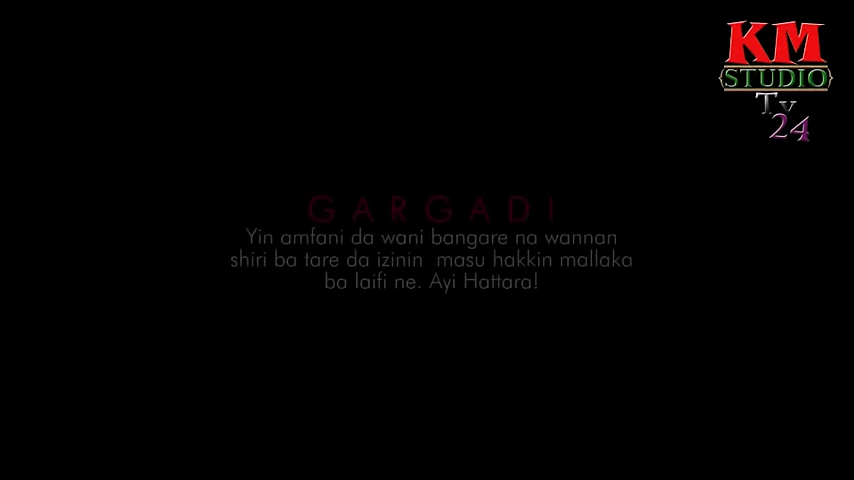 KM
STUDIO
Tv
24
GARGADI
Yin amfani da wani bangare na wannan
shiri ba tare da izinin masu hakkin mallaka
ba laifi ne. Ayi Hattara!